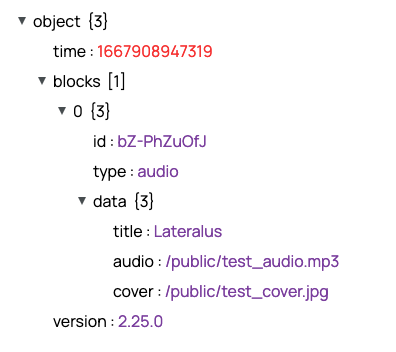 object {3}
time : 1667908947319
blocks [1]
0 {3}
id : bZ-PhZuOfJ
type : audio
data {3}
title : Lateralus
audio : /public/test_audio.mp3
cover : /public/test_cover.jpg
version : 2.25.0